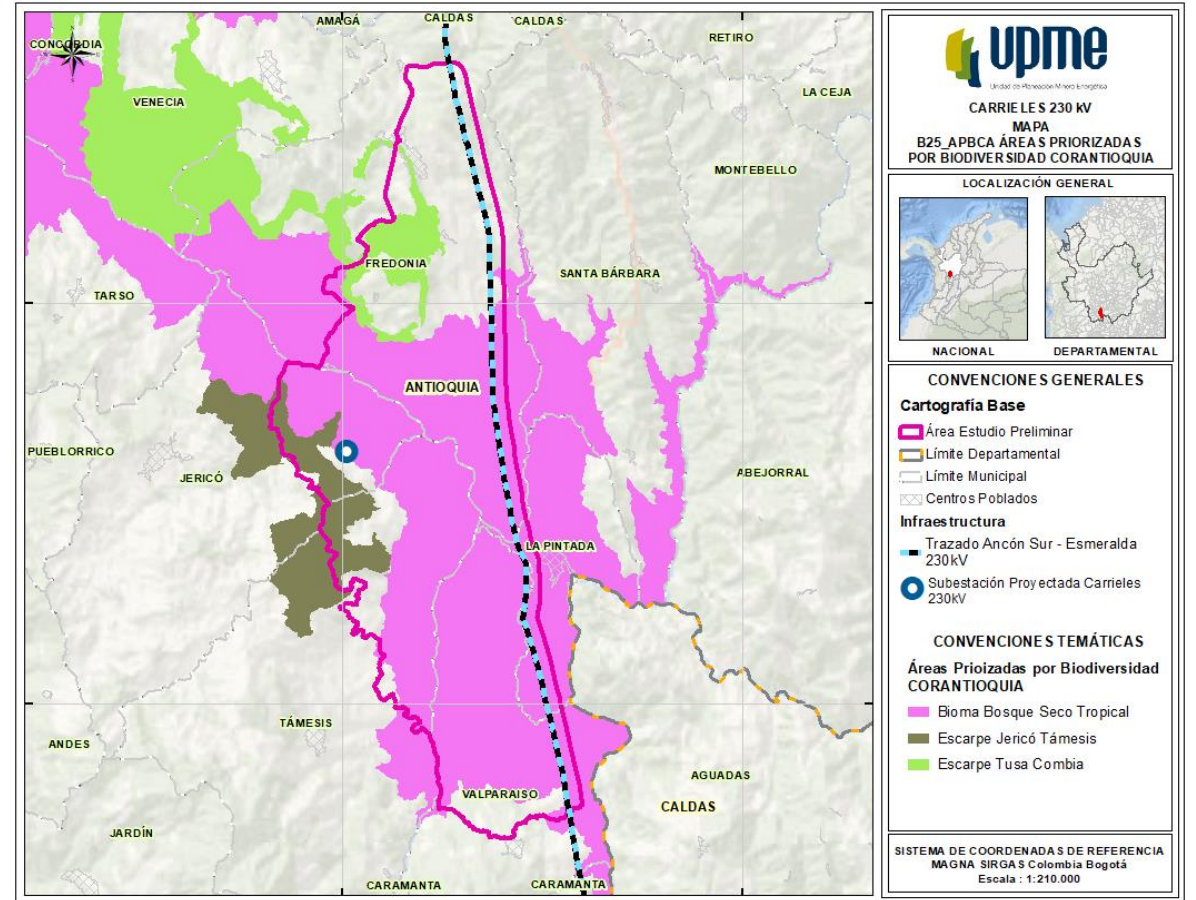 CALDAS
CALDAS
AMAGÁ
RETIRO
CONCORDIA
LA CEJA
VENECIA
MONTEBELLO
FREDONIA
SANTA BÁRBARA
TARSO
ANTIOQUIA
PUEBLORRICO
JERICÓ
ABEJORRAL
LA PINTADA
TÁMESIS
ANDES
AGUADAS
VALPARAISO
CALDAS
JARDÍN
CARAMANTA
CARAMANTA
upme
Unidad de Planeación Minero Energética
CARRIELES 230 kV
MAPA
B25_APBCA ÁREAS PRIORIZADAS
POR BIODIVERSIDAD CORANTIOQUIA
LOCALIZACIÓN GENERAL
NACIONAL
DEPARTAMENTAL
CONVENCIONES GENERALES
Cartografía Base
Área Estudio Preliminar
Límite Departamental
Límite Municipal
Centros Poblados
Infraestructura
Trazado Ancón Sur - Esmeralda
230kV
Subestación Proyectada Carrieles
230kV
CONVENCIONES TEMÁTICAS
Áreas Prioizadas por Biodiversidad
CORANTIOQUIA
Bioma Bosque Seco Tropical
Escarpe Jericó Támesis
Escarpe Tusa Combia
SISTEMA DE COORDENADAS DE REFERENCIA
MAGNA SIRGAS Colombia Bogotá
Escala : 1:210.000